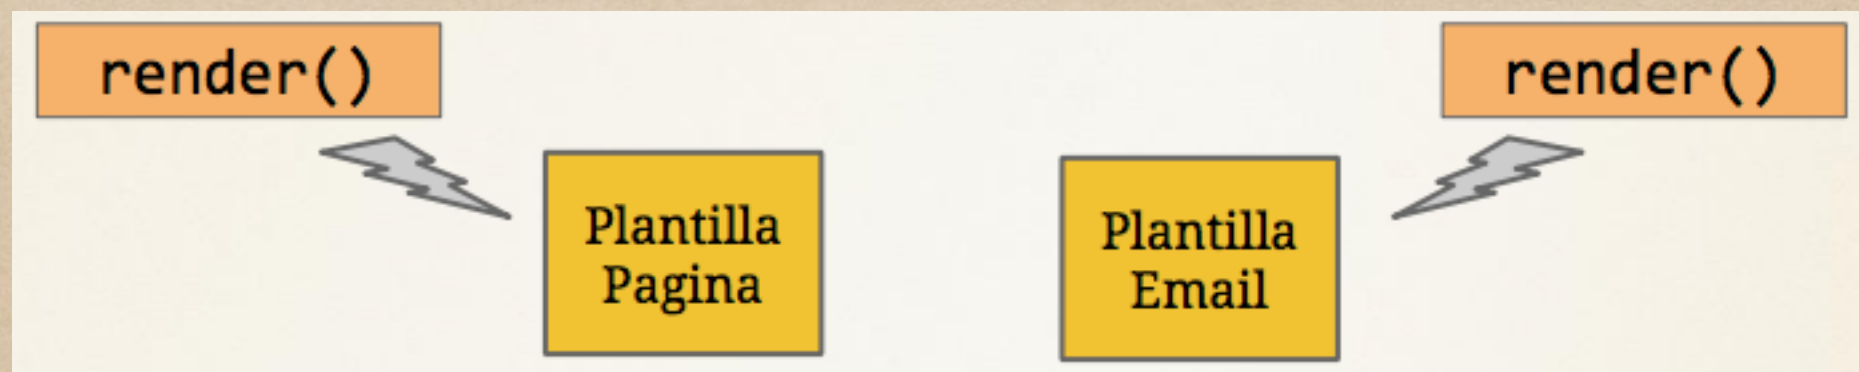 render()
render()
Plantilla
Pagina
Plantilla
Email